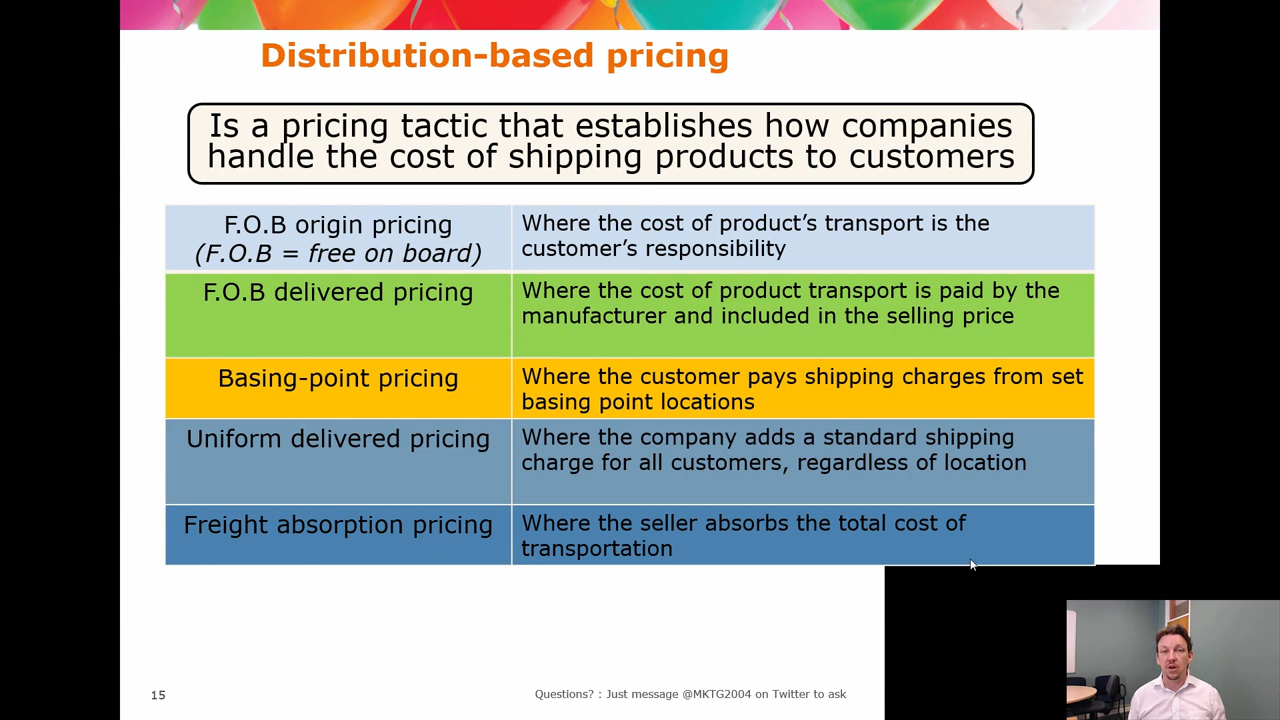 Distribution-based pricing
Is a pricing tactic that establishes how companies
handle the cost of shipping products to customers
F.O.B origin pricing
(F.O.B = free on board)
Where the cost of product’s transport is the
customer’s responsibility
F.O.B delivered pricing
Where the cost of product transport is paid by the
manufacturer and included in the selling price
Basing-point pricing
Where the customer pays shipping charges from set
basing point locations
Uniform delivered pricing
Where the company adds a standard shipping
charge for all customers, regardless of location
Freight absorption pricing
Where the seller absorbs the total cost of
transportation
15
Questions? : Just message @MKTG2004 on Twitter to ask